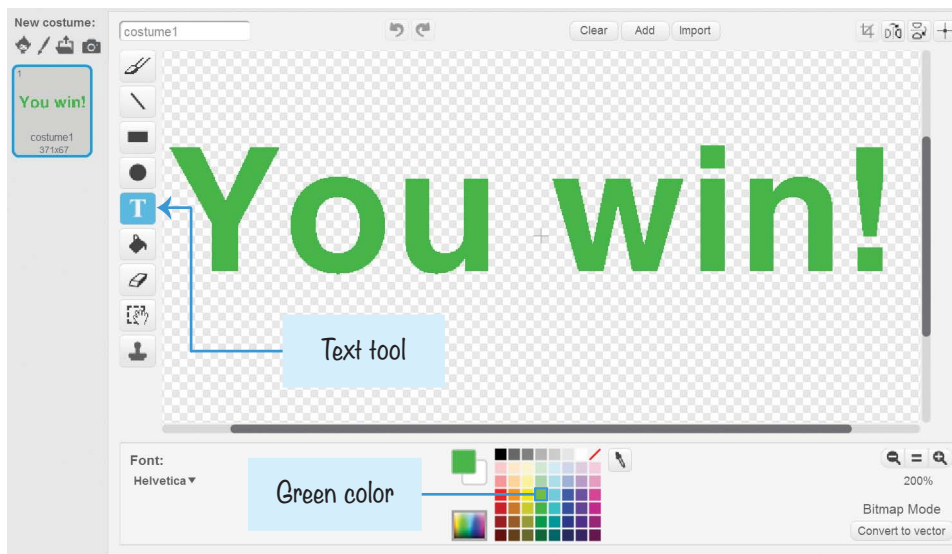 New costume:
costume1
Clear
Add
Import
1
You win!
costume1
371x67
You win!
T
Text tool
Font:
Helvetica
Green color
200%
Bitmap Mode
Convert to vector